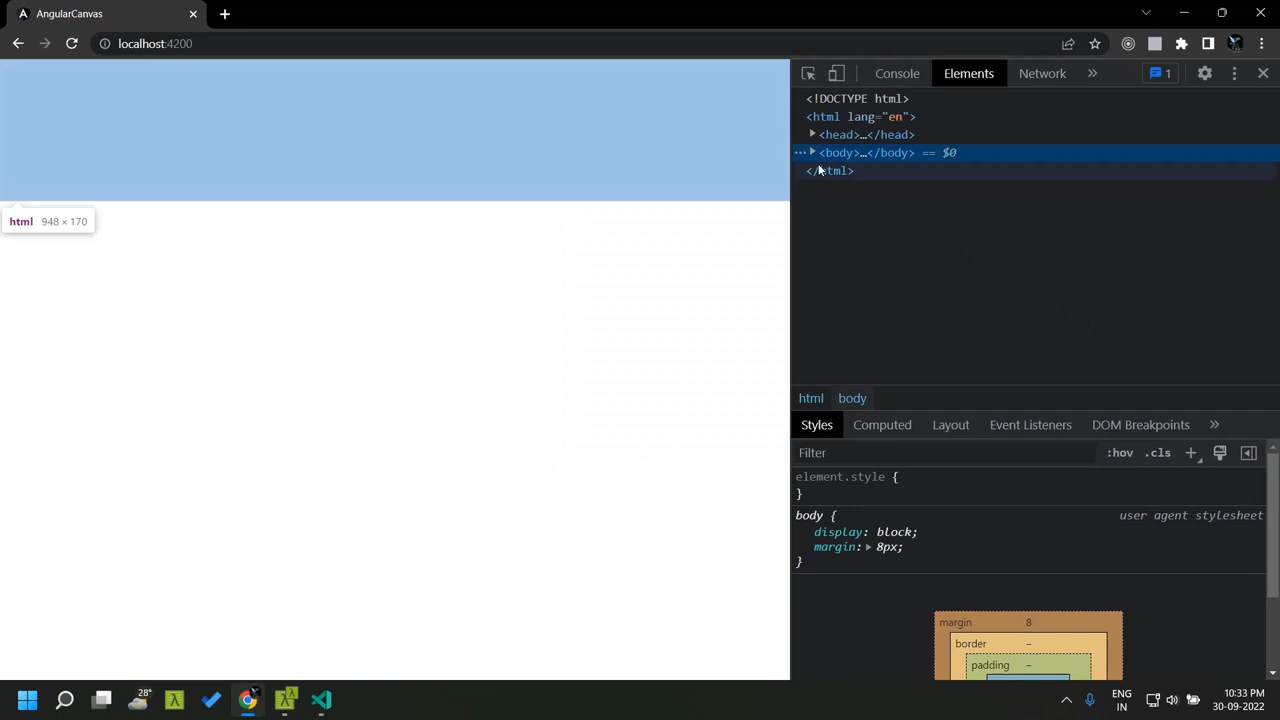 AngularCanvas
localhost:4200
Console
Elements
Network
1
<!DOCTYPE html>
<html lang="en">
<head>…</head>
<body>…</body> == $0
</html>
html 948 × 170
html
body
Styles
Computed
Layout
Event Listeners
DOM Breakpoints
Filter
:hov
.cls
element.style {
}
body {
user agent stylesheet
display: block;
margin: 8px;
}
margin
8
border
–
padding
–
28°
ENG
IN
10:33 PM
30-09-2022